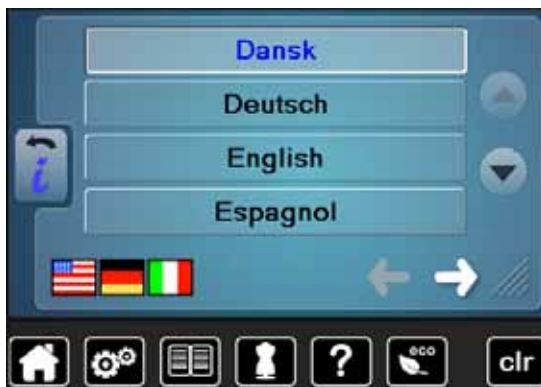 Dansk
Deutsch
English
Espagnol
i
? eco clr